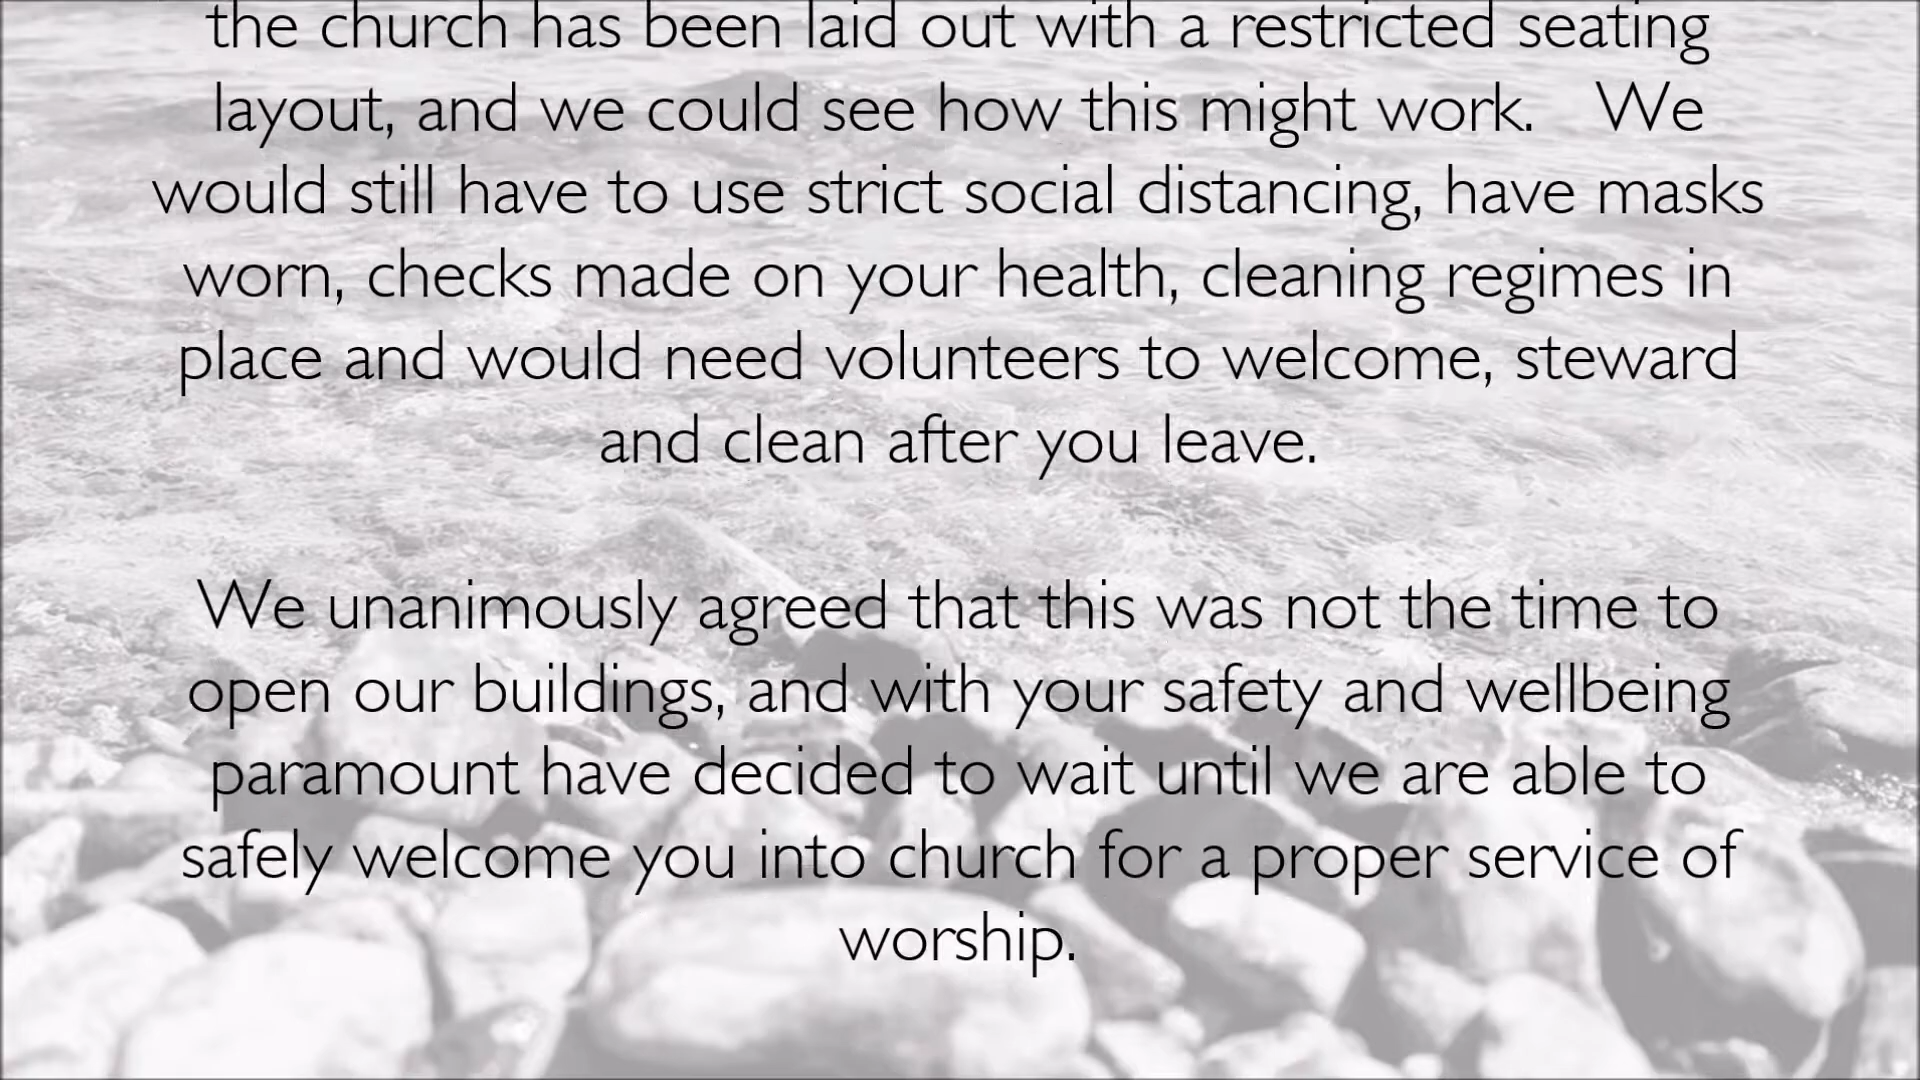 the church has been laid out with a restricted seating
layout, and we could see how this might work.   We
would still have to use strict social distancing, have masks
worn, checks made on your health, cleaning regimes in
place and would need volunteers to welcome, steward
and clean after you leave.
We unanimously agreed that this was not the time to
open our buildings, and with your safety and wellbeing
paramount have decided to wait until we are able to
safely welcome you into church for a proper service of
worship.